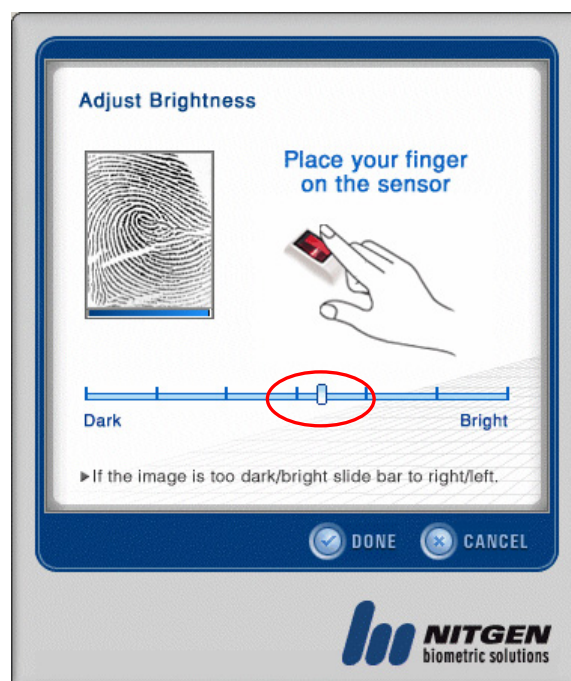 Adjust Brightness
Place your finger
on the sensor
Dark
Bright
▶If the image is too dark/bright slide bar to right/left.
DONE
CANCEL
NITGEN
biometric solutions